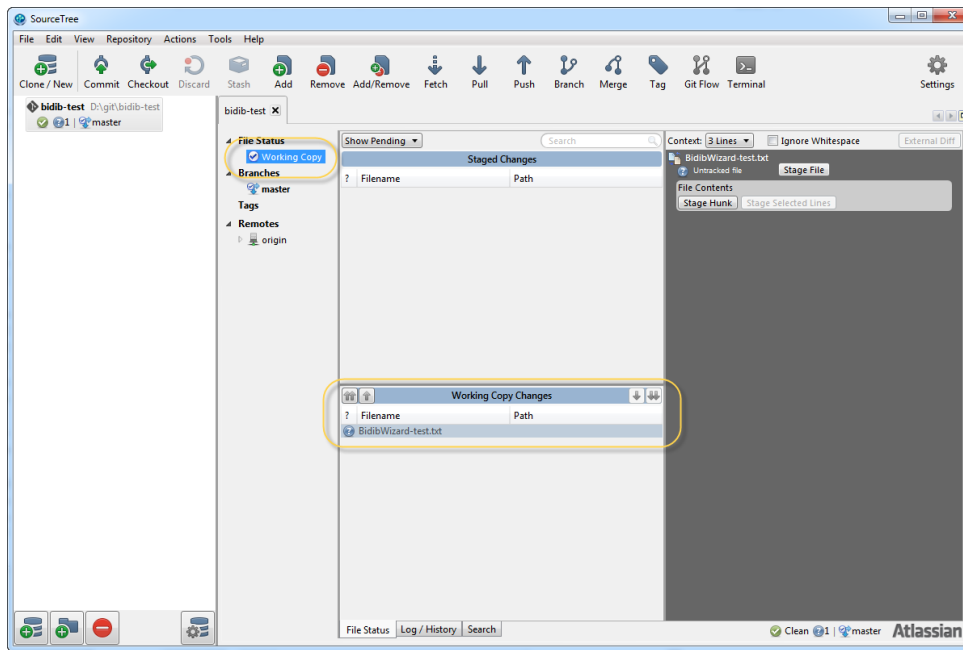 SourceTree
File Edit View Repository Actions Tools Help
Clone / New Commit Checkout Discard Stash Add Remove Add/Remove Fetch Pull Push Branch Merge Tag Git Flow Terminal Settings
bidib-test D:\git\bidib-test
1 | master
bidib-test
File Status
Working Copy
Branches
master
Tags
Remotes
origin
Show Pending
Search
Staged Changes
? Filename Path
Working Copy Changes
? Filename Path
BidibWizard-test.txt
File Status Log / History Search
Context: 3 Lines Ignore Whitespace External Diff
BidibWizard-test.txt
Untracked file Stage File
File Contents
Stage Hunk Stage Selected Lines
Clean 1 | master Atlassian